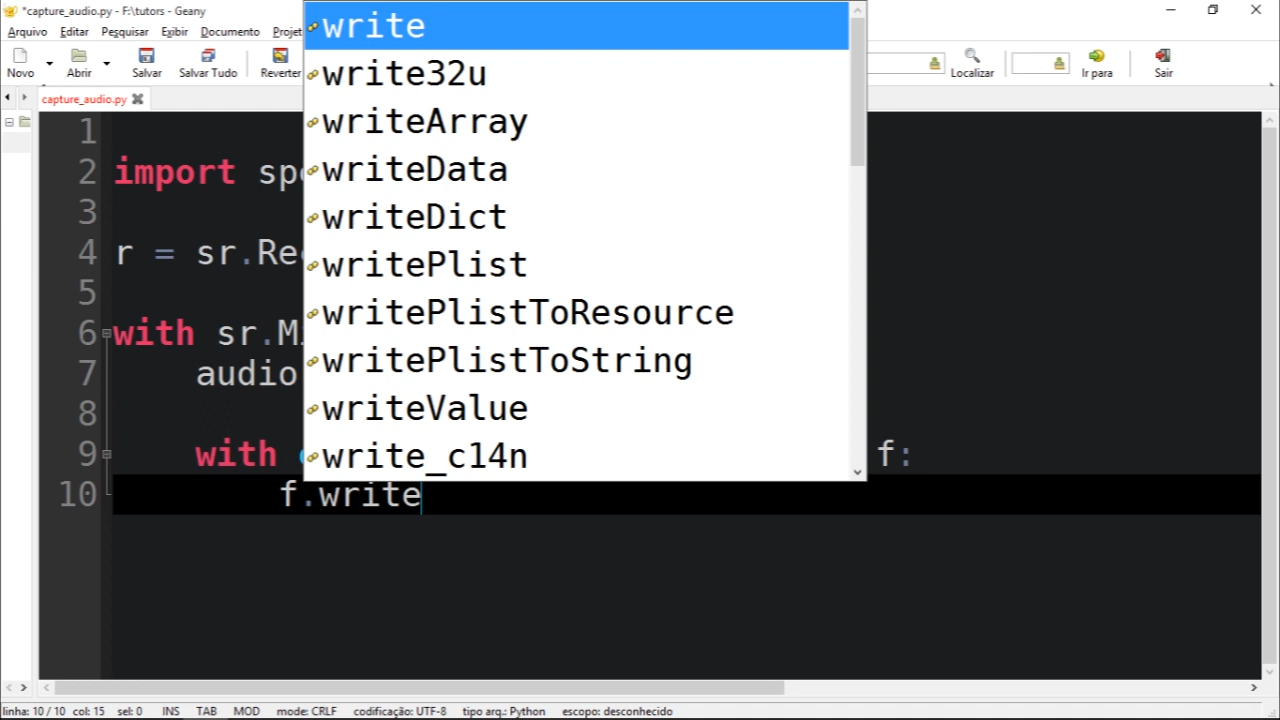 *capture_audio.py - F:\tutors - Geany
Arquivo Editar Pesquisar Exibir Documento Projet
Novo Abrir Salvar Salvar Tudo Reverter Localizar Ir para Sair
capture_audio.py
write
write32u
writeArray
writeData
writeDict
writePlist
writePlistToResource
writePlistToString
writeValue
write_c14n
1
2 import spe
3
4 r = sr.Rec
5
6 with sr.Mi
7 audio
8
9 with f:
10 f.write
linha: 10 / 10 col: 15 sel: 0 INS TAB MOD mode: CRLF codificação: UTF-8 tipo arq.: Python escopo: desconhecido